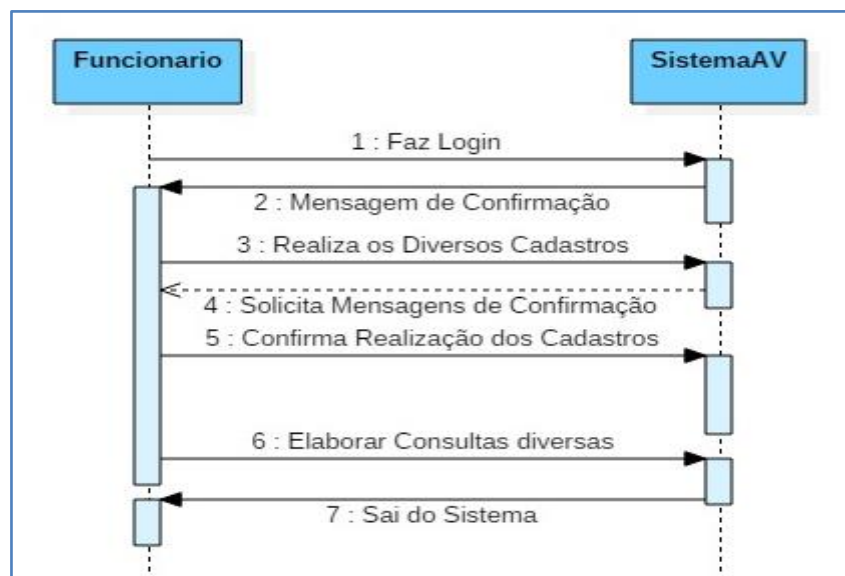 Funcionario
SistemaAV
1 : Faz Login
2 : Mensagem de Confirmação
3 : Realiza os Diversos Cadastros
4 : Solicita Mensagens de Confirmação
5 : Confirma Realização dos Cadastros
6 : Elaborar Consultas diversas
7 : Sai do Sistema